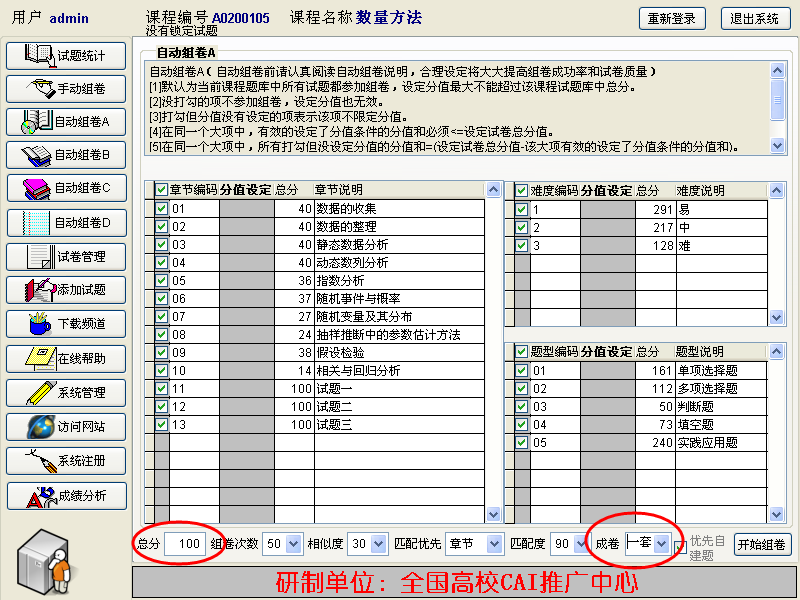 用户 admin 课程编号 A0200105 课程名称 数量方法 重新登录 退出系统
没有锁定试题
试题统计
手动组卷
自动组卷A
自动组卷B
自动组卷C
自动组卷D
试卷管理
添加试题
下载频道
在线帮助
系统管理
访问网站
系统注册
成绩分析
自动组卷A
自动组卷A(自动组卷前请认真阅读自动组卷说明,合理设定将大大提高组卷成功率和试卷质量)
[1]默认为当前课程题库中所有试题都参加组卷,设定分值最大不能超过该课程试题库中总分。
[2]没打勾的项不参加组卷,设定分值也无效。
[3]打勾但分值没有设定的项表示该项不限定分值。
[4]在同一个大项中,有效的设定了分值条件的分值和必须<=设定试卷总分值。
[5]在同一个大项中,所有打勾但没设定分值的分值和=(设定试卷总分值-该大项有效的设定了分值条件的分值和)。
章节编码 分值设定 总分 章节说明
01 40 数据的收集
02 40 数据的整理
03 40 静态数据分析
04 40 动态数列分析
05 36 指数分析
06 37 随机事件与概率
07 27 随机变量及其分布
08 24 抽样推断中的参数估计方法
09 38 假设检验
10 14 相关与回归分析
11 100 试题一
12 100 试题二
13 100 试题三
难度编码 分值设定 总分 难度说明
1 291 易
2 217 中
3 128 难
题型编码 分值设定 总分 题型说明
01 161 单项选择题
02 112 多项选择题
03 50 判断题
04 73 填空题
05 240 实践应用题
总分 100 组卷次数 50 相似度 30 匹配优先 章节 匹配度 90 成卷 一套 优先自建题 开始组卷
研制单位:全国高校CAI推广中心